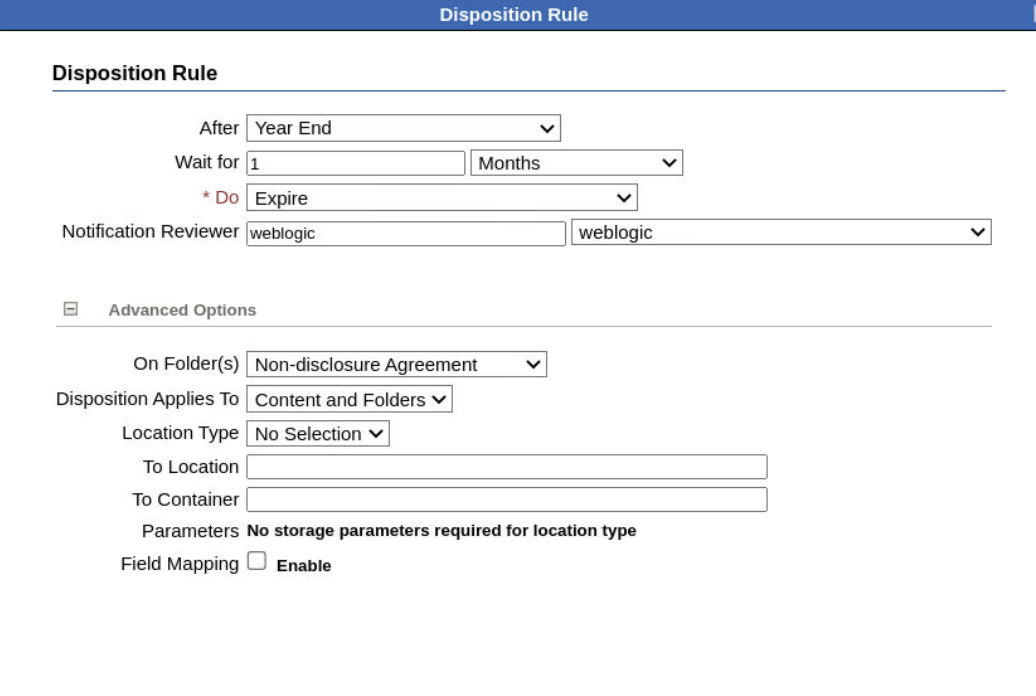 Disposition Rule
Disposition Rule
After Year End
Wait for 1 Months
* Do Expire
Notification Reviewer weblogic weblogic
Advanced Options
On Folder(s) Non-disclosure Agreement
Disposition Applies To Content and Folders
Location Type No Selection
To Location
To Container
Parameters No storage parameters required for location type
Field Mapping Enable